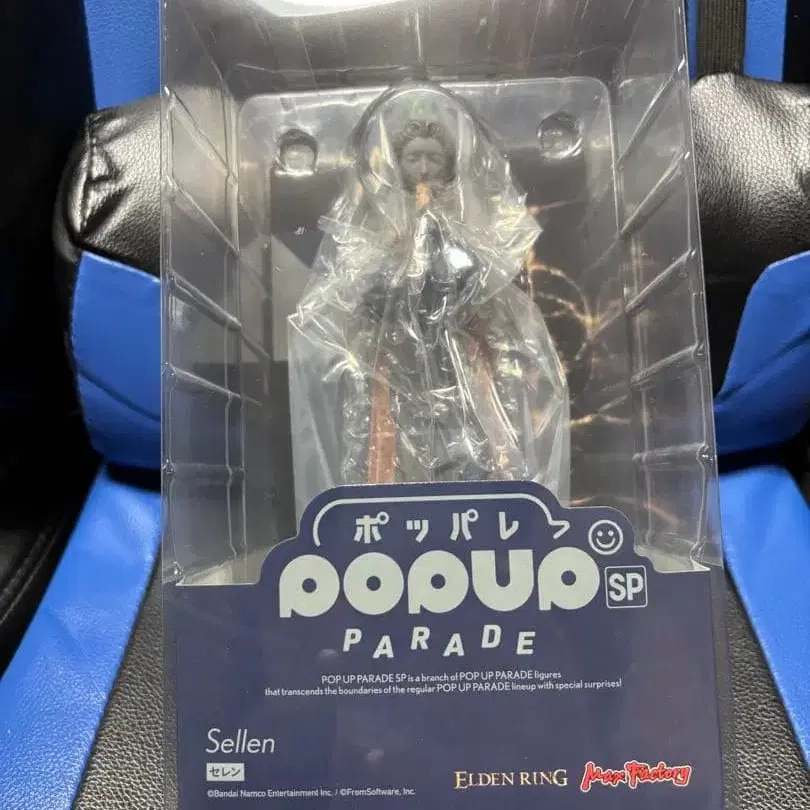 ポッパレ
POPUP SP
PARADE
POP UP PARADE SP is a branch of POP UP PARADE figures
that transcends the boundaries of the regular POP UP PARADE lineup with special surprises!
Sellen
セレン
ELDEN RING Max Factory
©Bandai Namco Entertainment Inc. / ©FromSoftware, Inc.